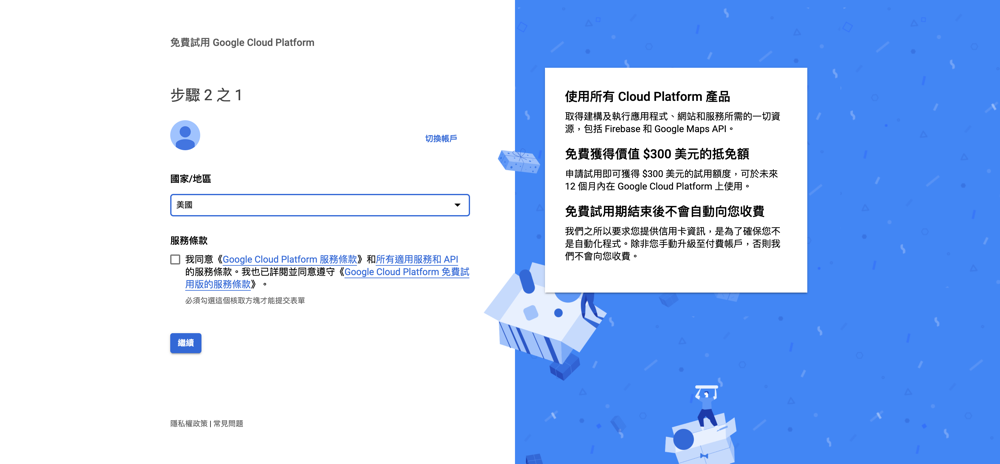 免費試用 Google Cloud Platform
步驟 2 之 1
切換帳戶
國家/地區
美國
服務條款
我同意《Google Cloud Platform 服務條款》和所有適用服務和 API
的服務條款。我也已詳閱並同意遵守《Google Cloud Platform 免費試
用版的服務條款》。
必須勾選這個核取方塊才能提交表單
繼續
隱私權政策 | 常見問題
使用所有 Cloud Platform 產品
取得建構及執行應用程式、網站和服務所需的一切資
源，包括 Firebase 和 Google Maps API。
免費獲得價值 $300 美元的抵免額
申請試用即可獲得 $300 美元的試用額度，可於未來
12 個月內在 Google Cloud Platform 上使用。
免費試用期結束後不會自動向您收費
我們之所以要求您提供信用卡資訊，是為了確保您不
是自動化程式。除非您手動升級至付費帳戶，否則我
們不會向您收費。